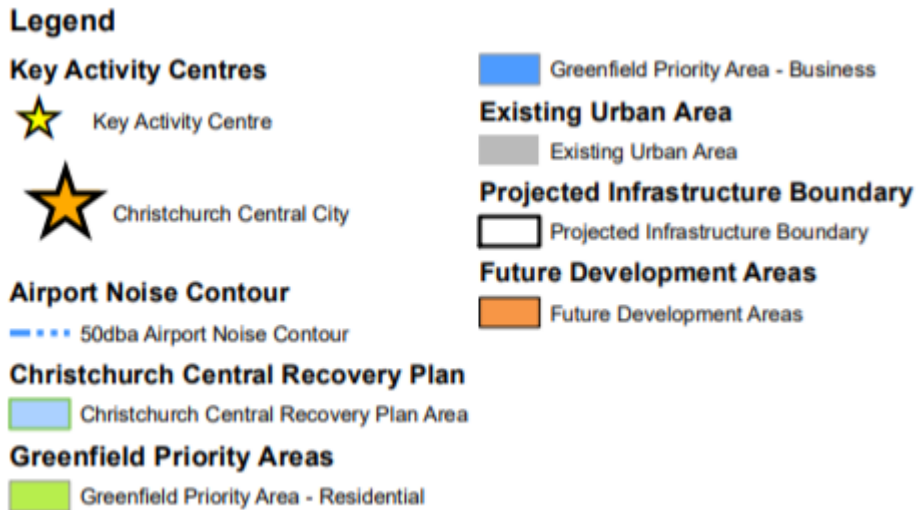 Legend
Key Activity Centres
Key Activity Centre
Christchurch Central City
Airport Noise Contour
50dba Airport Noise Contour
Christchurch Central Recovery Plan
Christchurch Central Recovery Plan Area
Greenfield Priority Areas
Greenfield Priority Area - Residential
Greenfield Priority Area - Business
Existing Urban Area
Existing Urban Area
Projected Infrastructure Boundary
Projected Infrastructure Boundary
Future Development Areas
Future Development Areas